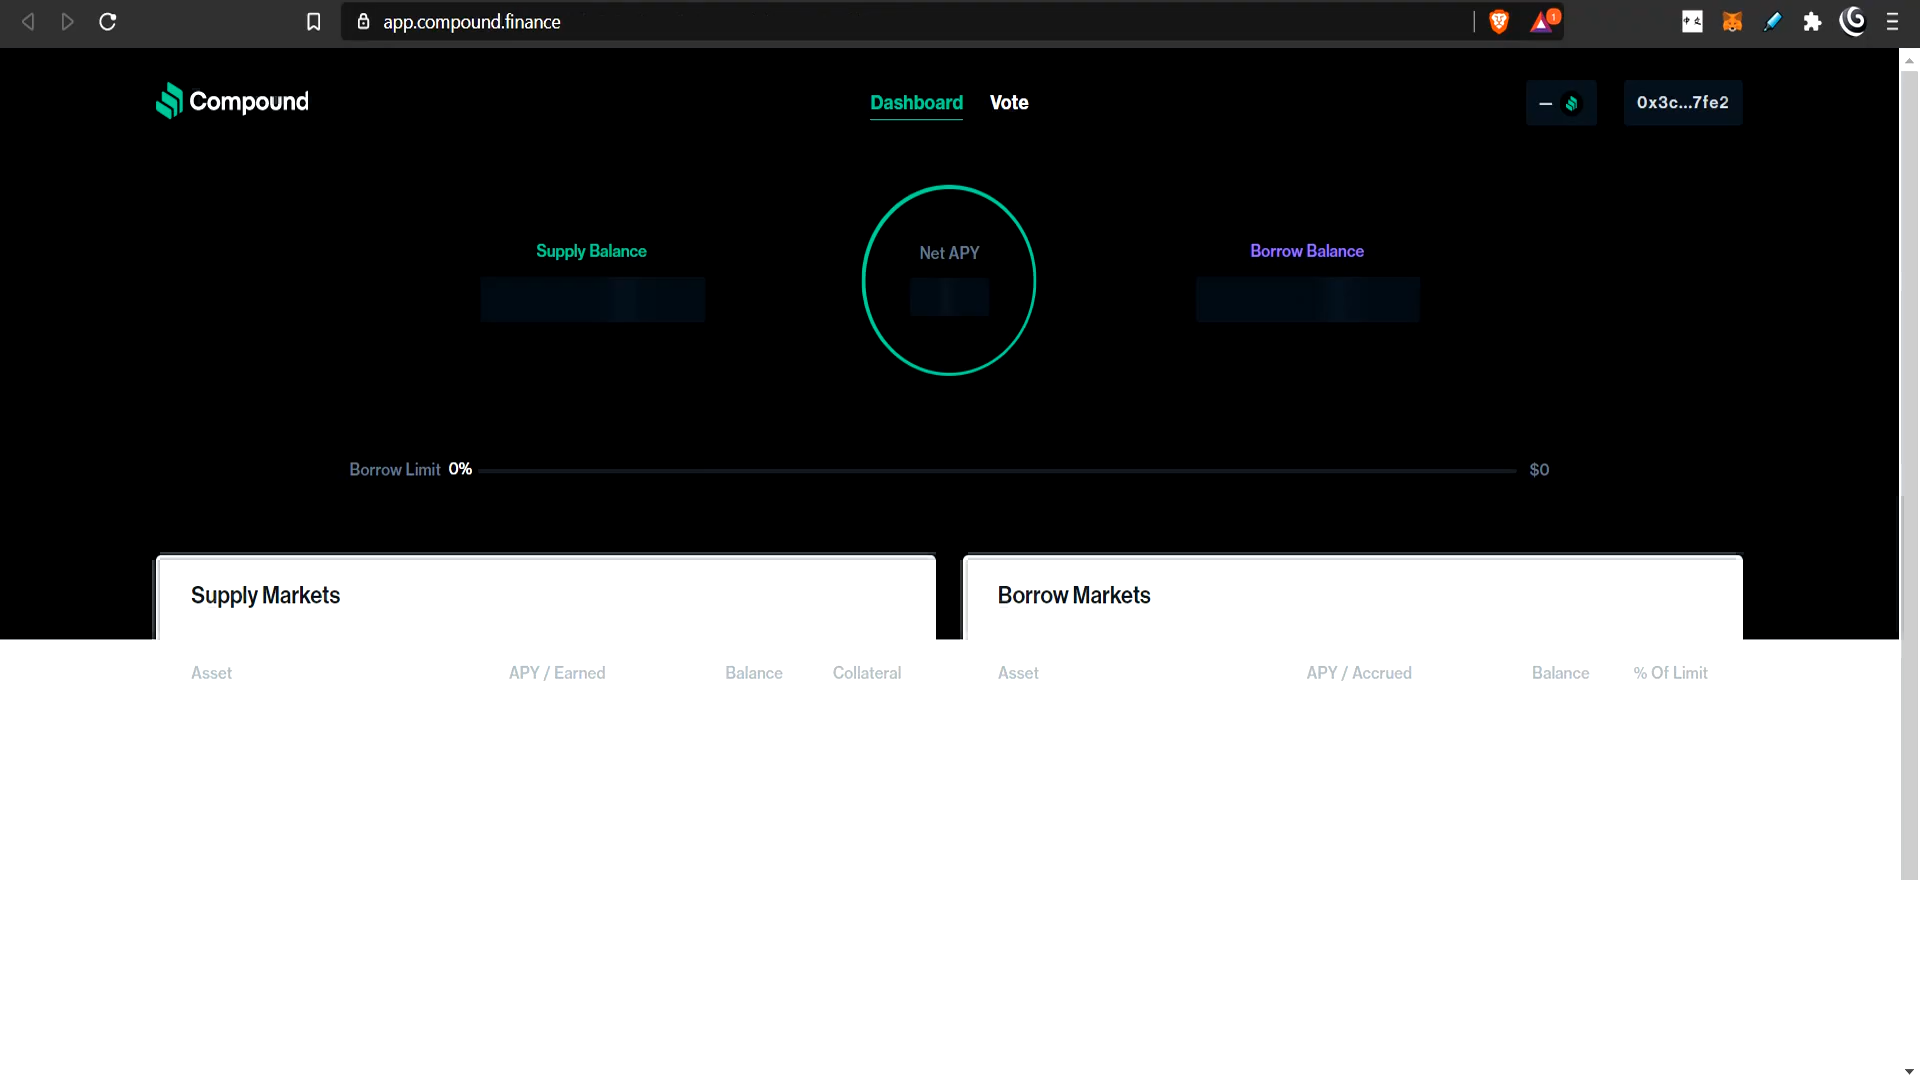 app.compound.finance
1
Compound
Dashboard
Vote
—
0x3c...7fe2
Supply Balance
Net APY
Borrow Balance
Borrow Limit 0%
$0
Supply Markets
Borrow Markets
Asset
APY / Earned
Balance
Collateral
Asset
APY / Accrued
Balance
% Of Limit